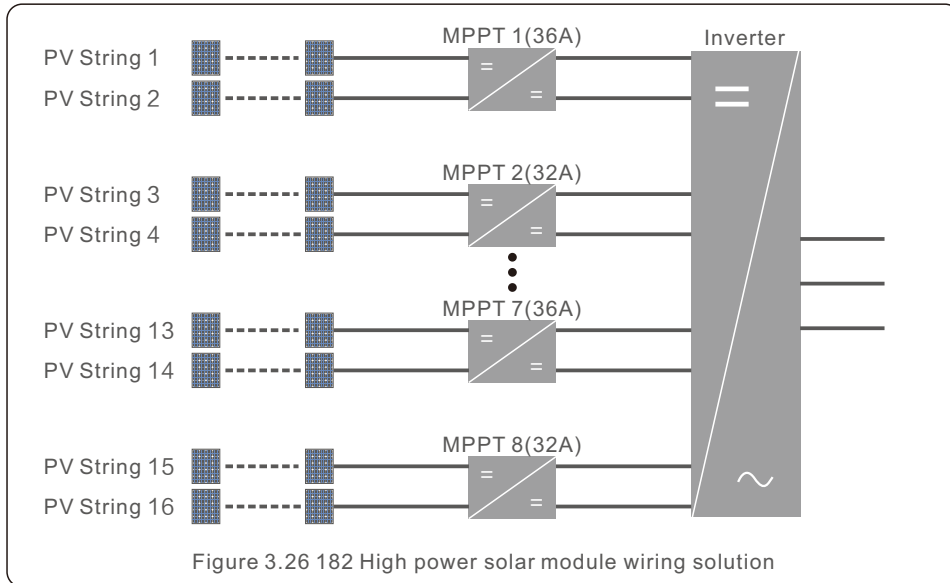 MPPT 1(36A)
Inverter
PV String 1
PV String 2
MPPT 2(32A)
PV String 3
PV String 4
MPPT 7(36A)
PV String 13
PV String 14
MPPT 8(32A)
PV String 15
PV String 16
Figure 3.26 182 High power solar module wiring solution